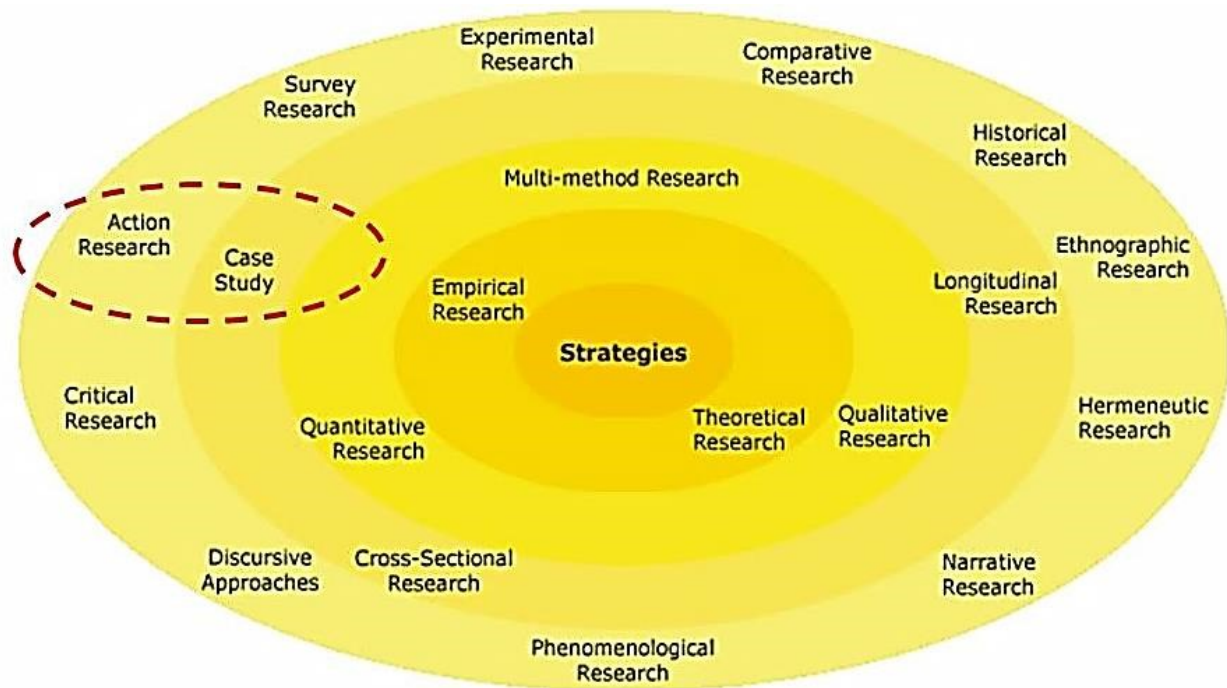 Experimental
Research
Comparative
Research
Survey
Research
Historical
Research
Multi-method Research
Action
Research
Case
Study
Ethnographic
Research
Longitudinal
Research
Empirical
Research
Strategies
Critical
Research
Quantitative
Research
Theoretical
Research
Qualitative
Research
Hermeneutic
Research
Discursive
Approaches
Cross-Sectional
Research
Narrative
Research
Phenomenological
Research